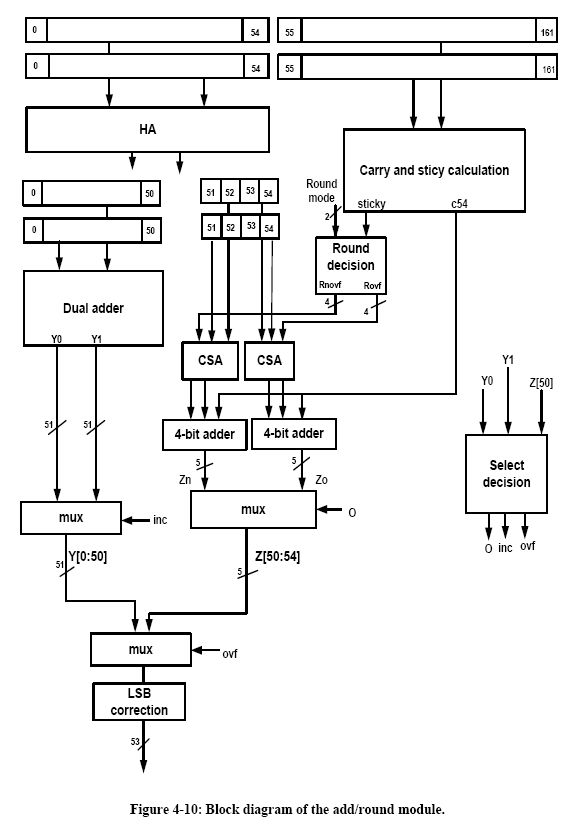 0 54 55 161
0 54 55 161
HA
Carry and sticy calculation
sticky c54
Round
mode
2
0 50 51 52 53 54
0 50 51 52 53 54
Round
decision
Rnovf Rovf
4 4
Dual adder
Y0 Y1
CSA CSA
51 51
4-bit adder 4-bit adder
5 5
Zn Zo
Y0 Y1 Z[50]
Select
decision
O inc ovf
mux inc
mux O
51 Y[0:50]
5 Z[50:54]
mux ovf
LSB
correction
53
Figure 4-10: Block diagram of the add/round module.